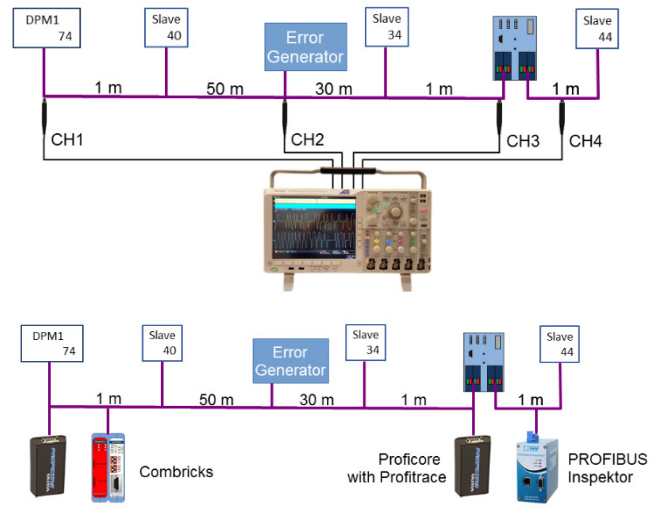 DPM1
74
Slave
40
Error
Generator
Slave
34
Slave
44
1 m
50 m
30 m
1 m
1 m
CH1
CH2
CH3
CH4
DPM1
74
Slave
40
Error
Generator
Slave
34
Slave
44
1 m
50 m
30 m
1 m
1 m
Combricks
Proficore
with Profitrace
PROFIBUS
Inspektor